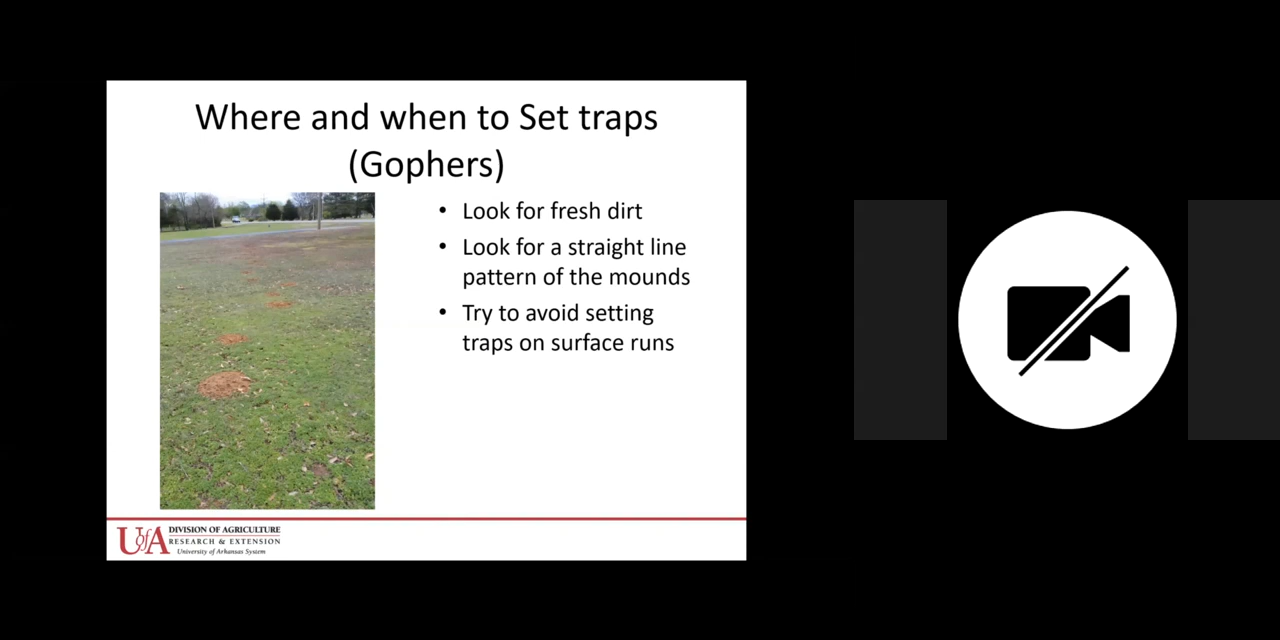 Where and when to Set traps
(Gophers)
• Look for fresh dirt
• Look for a straight line
pattern of the mounds
• Try to avoid setting
traps on surface runs
UofA
DIVISION OF AGRICULTURE
RESEARCH & EXTENSION
University of Arkansas System